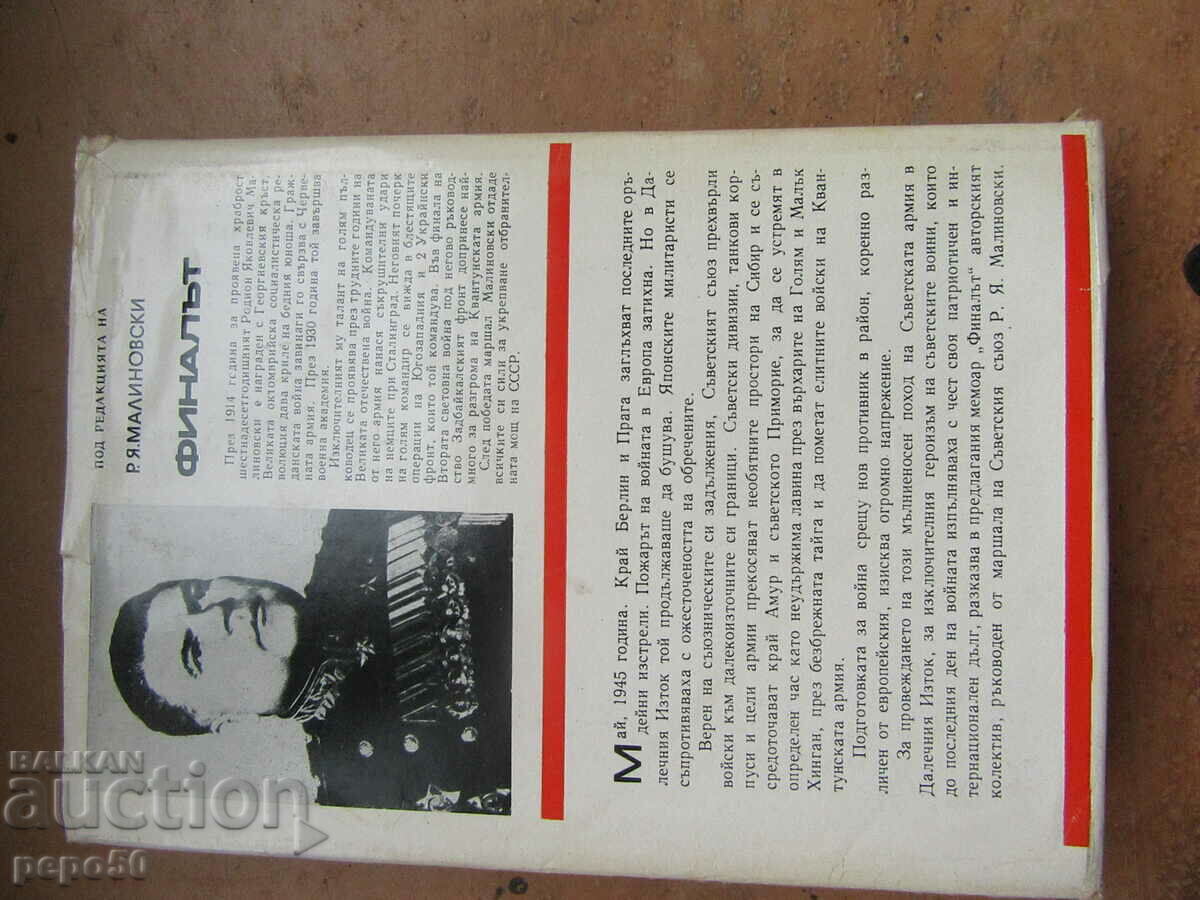 ПОД РЕДАКЦИЯТА НА
Р.Я.МАЛИНОВСКИ
ФИНАЛЪТ
През 1914 година за проявена храброст
шестнадесетгодишният Родион Яковлевич Ма-
линовски е награден с Георгиевския кръст.
Великата октомврийска социалистическа ре-
волюция дава криле на бедния юноша. Граж-
данската война завинаги го свързва с Черве-
ната армия. През 1930 година той завършва
военна академия.
Изключителният му талант на голям пъл-
ководец се проявява през трудните години на
Великата отечествена война. Командуваната
от него армия нанася съкрушителни удари
на немците при Сталинград. Неговият почерк
на голям командир се вижда в блестящите
операции на Югозападния и 2 Украйнски
фронт, които той командува. Във финала на
Втората световна война под негово ръковод-
ство Задбайкалският фронт допринесе най-
много за разгрома на Квантунската армия.
След победата маршал Малиновски отдаде
всичките си сили за укрепване отбранител-
ната мощ на СССР.
Май, 1945 година. Край Берлин и Прага заглъхват последните оръ-
дейни изстрели. Пожарът на войната в Европа затихна. Но в Да-
лечния Изток той продължаваше да бушува. Японските милитаристи се
съпротивяваха с ожесточеността на обречените.
Верен на съюзническите си задължения, Съветският съюз прехвърли
войски към далекоизточните си граници. Съветски дивизии, танкови кор-
пуси и цели армии прекосяват необятните простори на Сибир и се съ-
средоточават край Амур и съветското Приморие, за да се устремят в
определен час като неудържима лавина през върхарите на Голям и Малък
Хинган, през безбрежната тайга и да пометат елитните войски на Кван-
тунската армия.
Подготовката за война срещу нов противник в район, коренно раз-
личен от европейския, изисква огромно напрежение.
За провеждането на този мълниеносен поход на Съветската армия в
Далечния Изток, за изключителния героизъм на съветските воини, които
до последния ден на войната изпълняваха с чест своя патриотичен и ин-
тернационален дълг, разказва в предлагания мемоар „Финалът“ авторският
колектив, ръководен от маршала на Съветския съюз Р. Я. Малиновски.
BALKAN
auction
pepo50